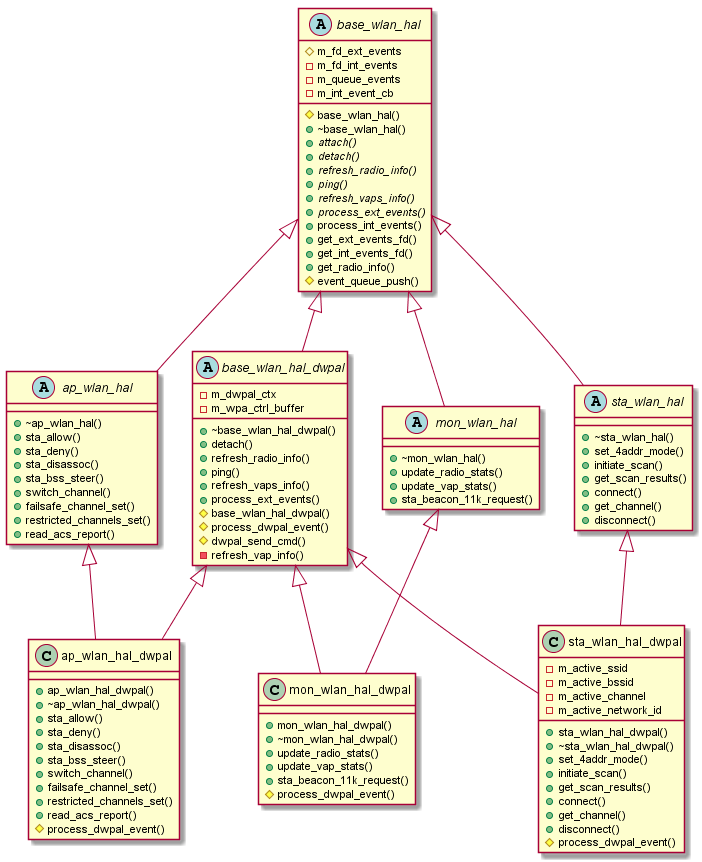 A base_wlan_hal
m_fd_ext_events
m_fd_int_events
m_queue_events
m_int_event_cb
base_wlan_hal()
~base_wlan_hal()
attach()
detach()
refresh_radio_info()
ping()
refresh_vaps_info()
process_ext_events()
process_int_events()
get_ext_events_fd()
get_int_events_fd()
get_radio_info()
event_queue_push()
A ap_wlan_hal
~ap_wlan_hal()
sta_allow()
sta_deny()
sta_disassoc()
sta_bss_steer()
switch_channel()
failsafe_channel_set()
restricted_channels_set()
read_acs_report()
A base_wlan_hal_dwpal
m_dwpal_ctx
m_wpa_ctrl_buffer
~base_wlan_hal_dwpal()
detach()
refresh_radio_info()
ping()
refresh_vaps_info()
process_ext_events()
base_wlan_hal_dwpal()
process_dwpal_event()
dwpal_send_cmd()
refresh_vap_info()
A mon_wlan_hal
~mon_wlan_hal()
update_radio_stats()
update_vap_stats()
sta_beacon_11k_request()
A sta_wlan_hal
~sta_wlan_hal()
set_4addr_mode()
initiate_scan()
get_scan_results()
connect()
get_channel()
disconnect()
C ap_wlan_hal_dwpal
ap_wlan_hal_dwpal()
~ap_wlan_hal_dwpal()
sta_allow()
sta_deny()
sta_disassoc()
sta_bss_steer()
switch_channel()
failsafe_channel_set()
restricted_channels_set()
read_acs_report()
process_dwpal_event()
C mon_wlan_hal_dwpal
mon_wlan_hal_dwpal()
~mon_wlan_hal_dwpal()
update_radio_stats()
update_vap_stats()
sta_beacon_11k_request()
process_dwpal_event()
C sta_wlan_hal_dwpal
m_active_ssid
m_active_bssid
m_active_channel
m_active_network_id
sta_wlan_hal_dwpal()
~sta_wlan_hal_dwpal()
set_4addr_mode()
initiate_scan()
get_scan_results()
connect()
get_channel()
disconnect()
process_dwpal_event()